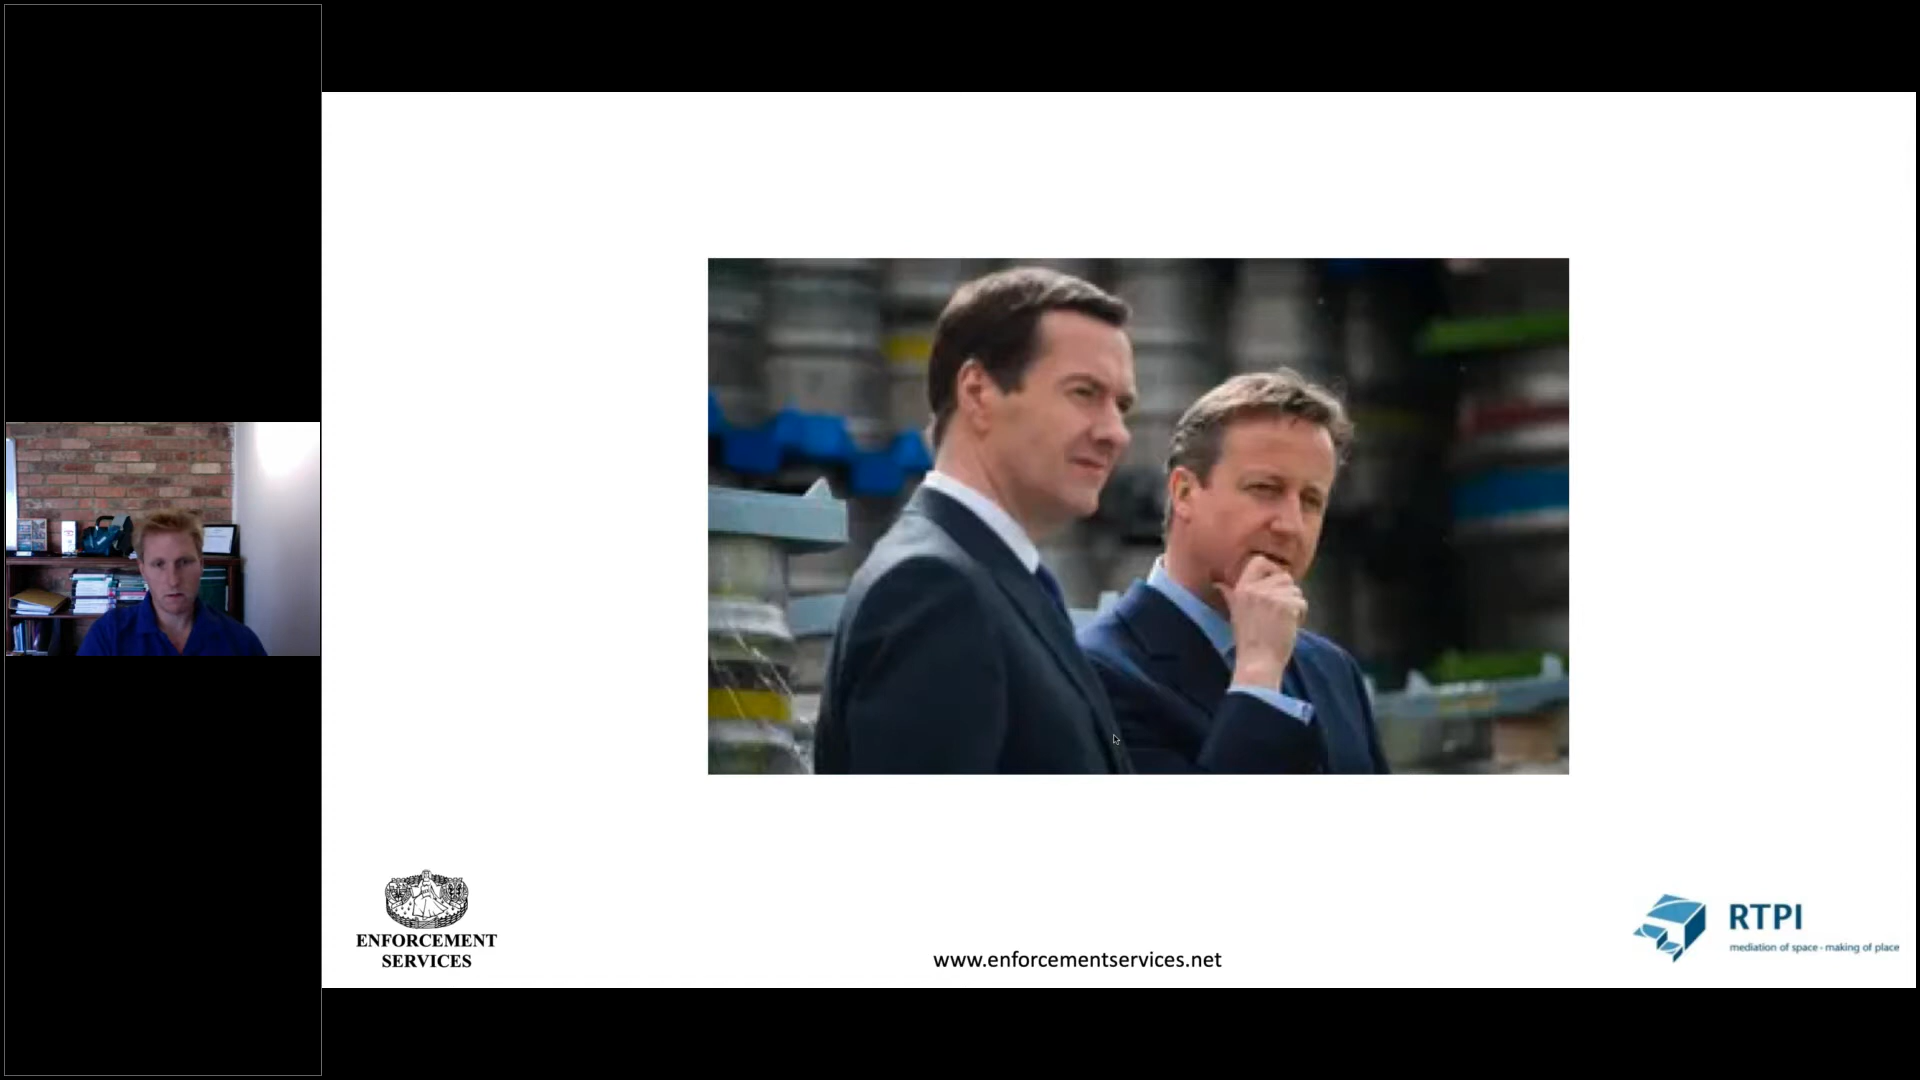 ENFORCEMENT
SERVICES
www.enforcementservices.net
RTPI
mediation of space · making of place